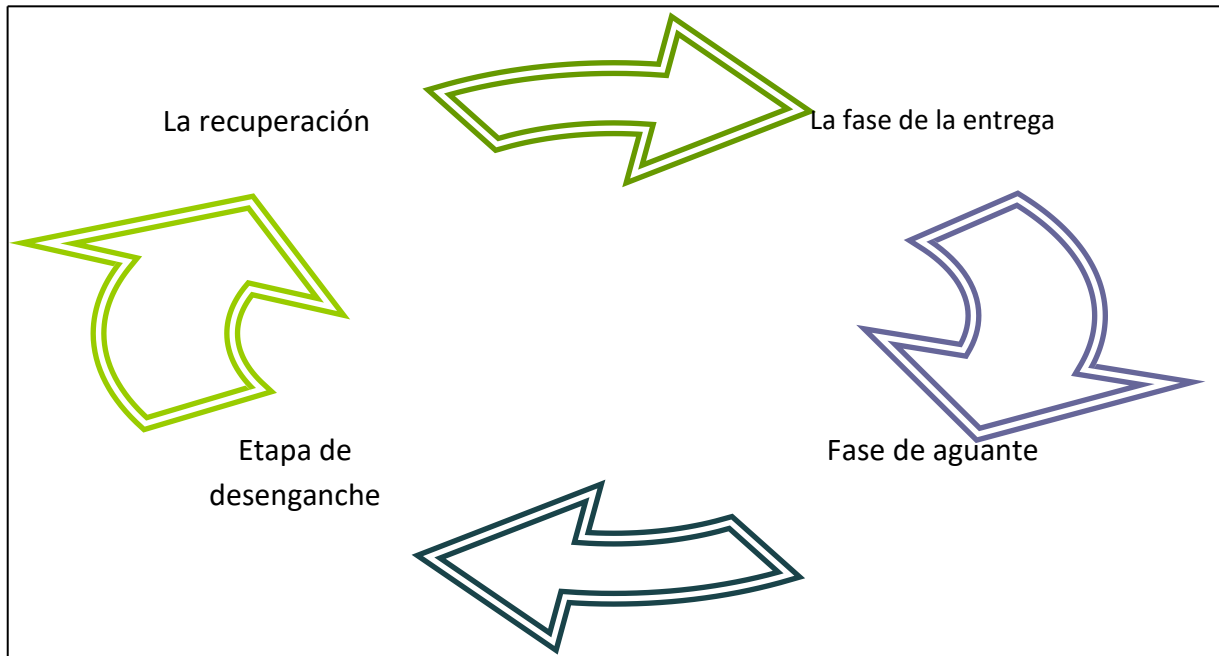 La recuperación
La fase de la entrega
Etapa de
desenganche
Fase de aguante